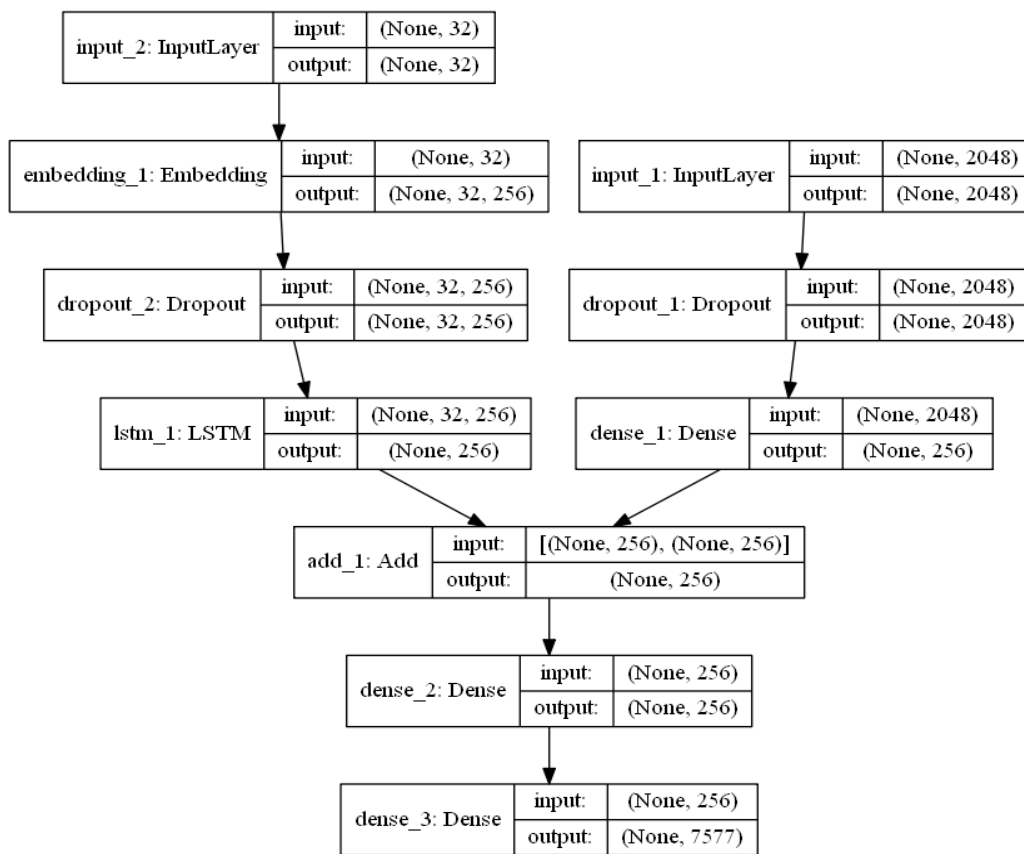 input_2: InputLayer
input: (None, 32)
output: (None, 32)
embedding_1: Embedding
input: (None, 32)
output: (None, 32, 256)
input_1: InputLayer
input: (None, 2048)
output: (None, 2048)
dropout_2: Dropout
input: (None, 32, 256)
output: (None, 32, 256)
dropout_1: Dropout
input: (None, 2048)
output: (None, 2048)
lstm_1: LSTM
input: (None, 32, 256)
output: (None, 256)
dense_1: Dense
input: (None, 2048)
output: (None, 256)
add_1: Add
input: [(None, 256), (None, 256)]
output: (None, 256)
dense_2: Dense
input: (None, 256)
output: (None, 256)
dense_3: Dense
input: (None, 256)
output: (None, 7577)